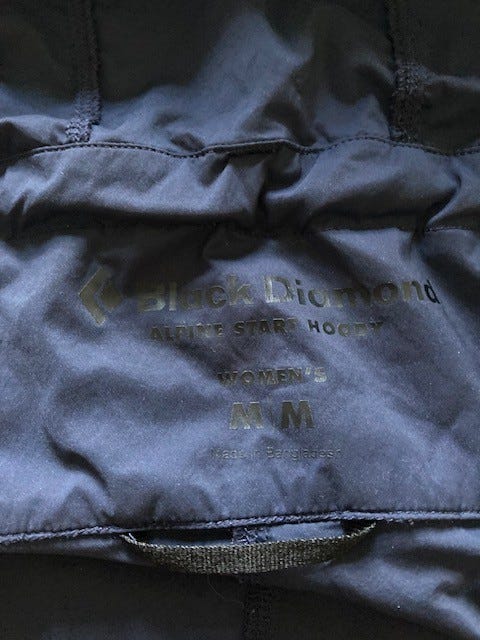 Black Diamond
ALPINE START HOODY
WOMEN'S
M M
Made in Bangladesh